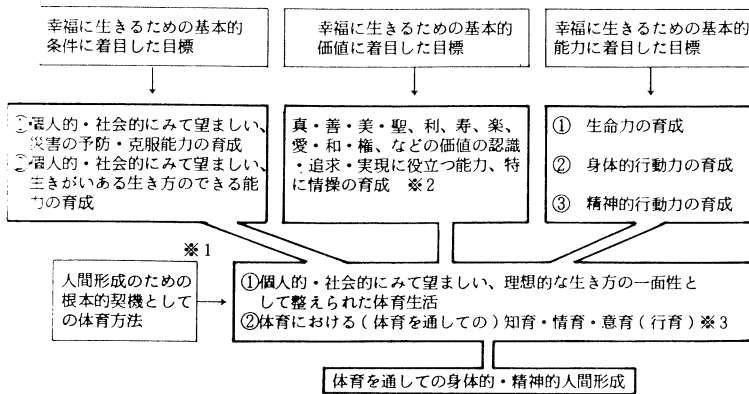 幸福に生きるための基本的
条件に着目した目標
幸福に生きるための基本的
価値に着目した目標
幸福に生きるための基本的
能力に着目した目標
①個人的・社会的にみて望ましい、
災害の予防・克服能力の育成
②個人的・社会的にみて望ましい、
生きがいある生き方のできる能
力の育成
真・善・美・聖、利、寿、楽、
愛・和・権、などの価値の認識
・追求・実現に役立つ能力、特
に情操の育成 ※2
① 生命力の育成
② 身体的行動力の育成
③ 精神的行動力の育成
※1
人間形成のための
根本的契機として
の体育方法
①個人的・社会的にみて望ましい、理想的な生き方の一面性と
して整えられた体育生活
②体育における(体育を通しての)知育・情育・意育(行育)※3
体育を通しての身体的・精神的人間形成